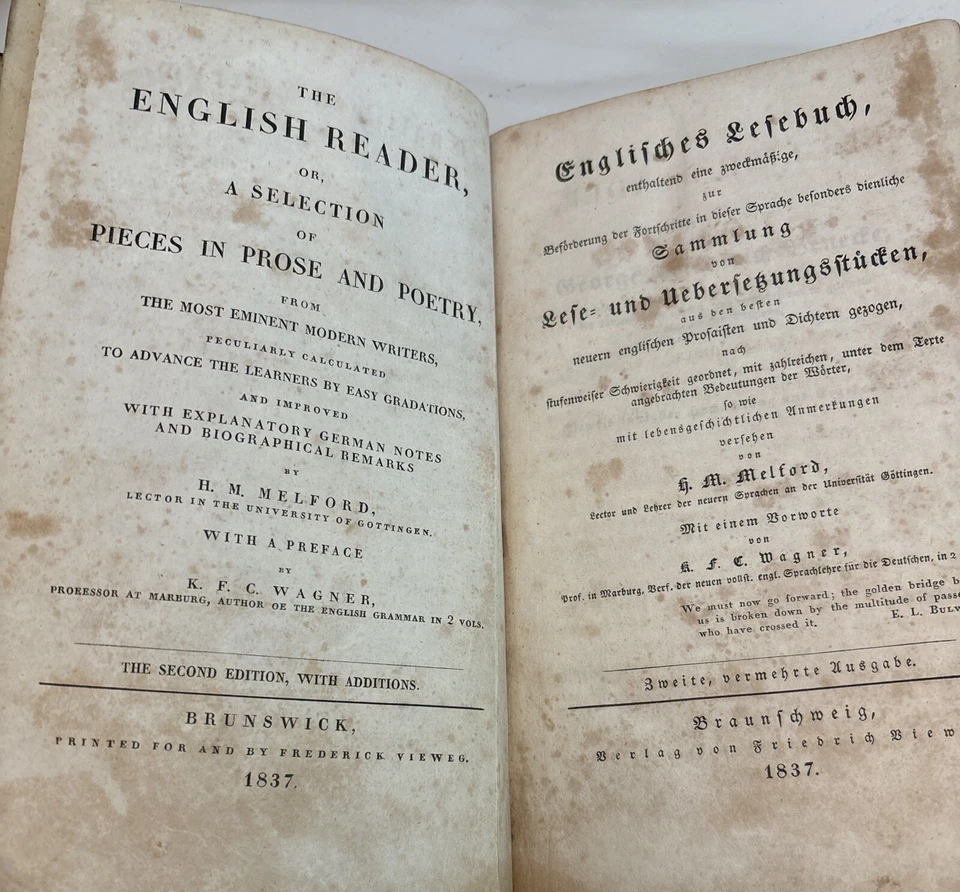 THE
ENGLISH READER,
OR,
A SELECTION
OF
PIECES IN PROSE AND POETRY,
FROM
THE MOST EMINENT MODERN WRITERS,
PECULIARLY CALCULATED
TO ADVANCE THE LEARNERS BY EASY GRADATIONS,
AND IMPROVED
WITH EXPLANATORY GERMAN NOTES
AND BIOGRAPHICAL REMARKS
BY
H. M. MELFORD,
LECTOR IN THE UNIVERSITY OF GOTTINGEN.
WITH A PREFACE
BY
K. F. C. WAGNER,
PROFESSOR AT MARBURG, AUTHOR OE THE ENGLISH GRAMMAR IN 2 VOLS.
THE SECOND EDITION, WITH ADDITIONS.
BRUNSWICK,
PRINTED FOR AND BY FREDERICK VIEWEG.
1837.
Engliſches Leſebuch,
enthaltend eine zweckmäßige,
zur
Beförderung der Fortſchritte in dieſer Sprache beſonders dienliche
Sammlung
von
Leſe- und Ueberſetzungsſtücken,
aus den beſten
neuern engliſchen Proſaiſten und Dichtern gezogen,
nach
ſtufenweiſer Schwierigkeit geordnet, mit zahlreichen, unter dem Texte
angebrachten Bedeutungen der Wörter,
ſo wie
mit lebensgeſchichtlichen Anmerkungen
verſehen
von
H. M. Melford,
Lector und Lehrer der neuern Sprachen an der Univerſität Göttingen.
Mit einem Vorworte
von
K. F. C. Wagner,
Prof. in Marburg, Verf. der neuen vollſt. engl. Sprachlehre für die Deutſchen, in 2
We must now go forward; the golden bridge b
us is broken down by the multitude of passe
who have crossed it. E. L. BULW
Zweite, vermehrte Ausgabe.
Braunſchweig,
Verlag von Friedrich View
1837.